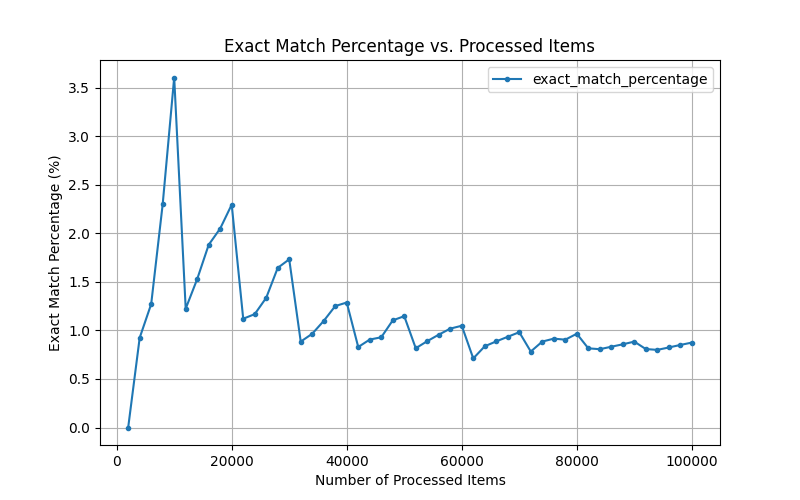 Exact Match Percentage vs. Processed Items
exact_match_percentage
Exact Match Percentage (%)
3.5
3.0
2.5
2.0
1.5
1.0
0.5
0.0
0 20000 40000 60000 80000 100000
Number of Processed Items